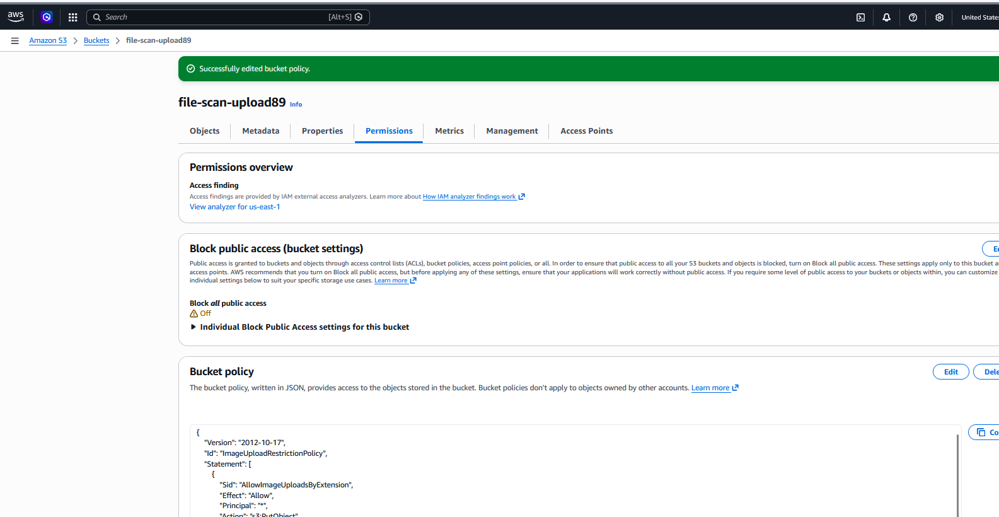 aws
Search
[Alt+S]
United States
Amazon S3
Buckets
file-scan-upload89
Successfully edited bucket policy.
file-scan-upload89 Info
Objects
Metadata
Properties
Permissions
Metrics
Management
Access Points
Permissions overview
Access finding
Access findings are provided by IAM external access analyzers. Learn more about How IAM analyzer findings work
View analyzer for us-east-1
Block public access (bucket settings)
Public access is granted to buckets and objects through access control lists (ACLs), bucket policies, access point policies, or all. In order to ensure that public access to all your S3 buckets and objects is blocked, turn on Block all public access. These settings apply only to this bucket
access points. AWS recommends that you turn on Block all public access, but before applying any of these settings, ensure that your applications will work correctly without public access. If you require some level of public access to your buckets or objects within, you can customize
individual settings below to suit your specific storage use cases. Learn more
Block all public access
Off
Individual Block Public Access settings for this bucket
Bucket policy
Edit
Dele
The bucket policy, written in JSON, provides access to the objects stored in the bucket. Bucket policies don't apply to objects owned by other accounts. Learn more
Co
{
"Version": "2012-10-17",
"Id": "ImageUploadRestrictionPolicy",
"Statement": [
{
"Sid": "AllowImageUploadsByExtension",
"Effect": "Allow",
"Principal": "*",
"Action": "s3:PutObject"